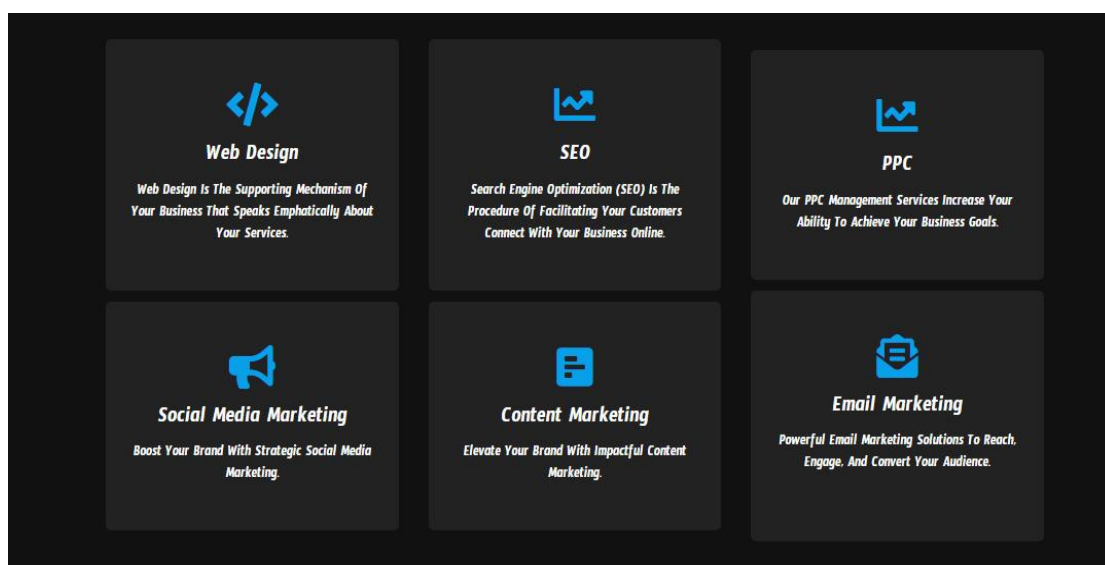 Web Design
Web Design Is The Supporting Mechanism Of
Your Business That Speaks Emphatically About
Your Services.
SEO
Search Engine Optimization (SEO) Is The
Procedure Of Facilitating Your Customers
Connect With Your Business Online.
PPC
Our PPC Management Services Increase Your
Ability To Achieve Your Business Goals.
Social Media Marketing
Boost Your Brand With Strategic Social Media
Marketing.
Content Marketing
Elevate Your Brand With Impactful Content
Marketing.
Email Marketing
Powerful Email Marketing Solutions To Reach,
Engage, And Convert Your Audience.